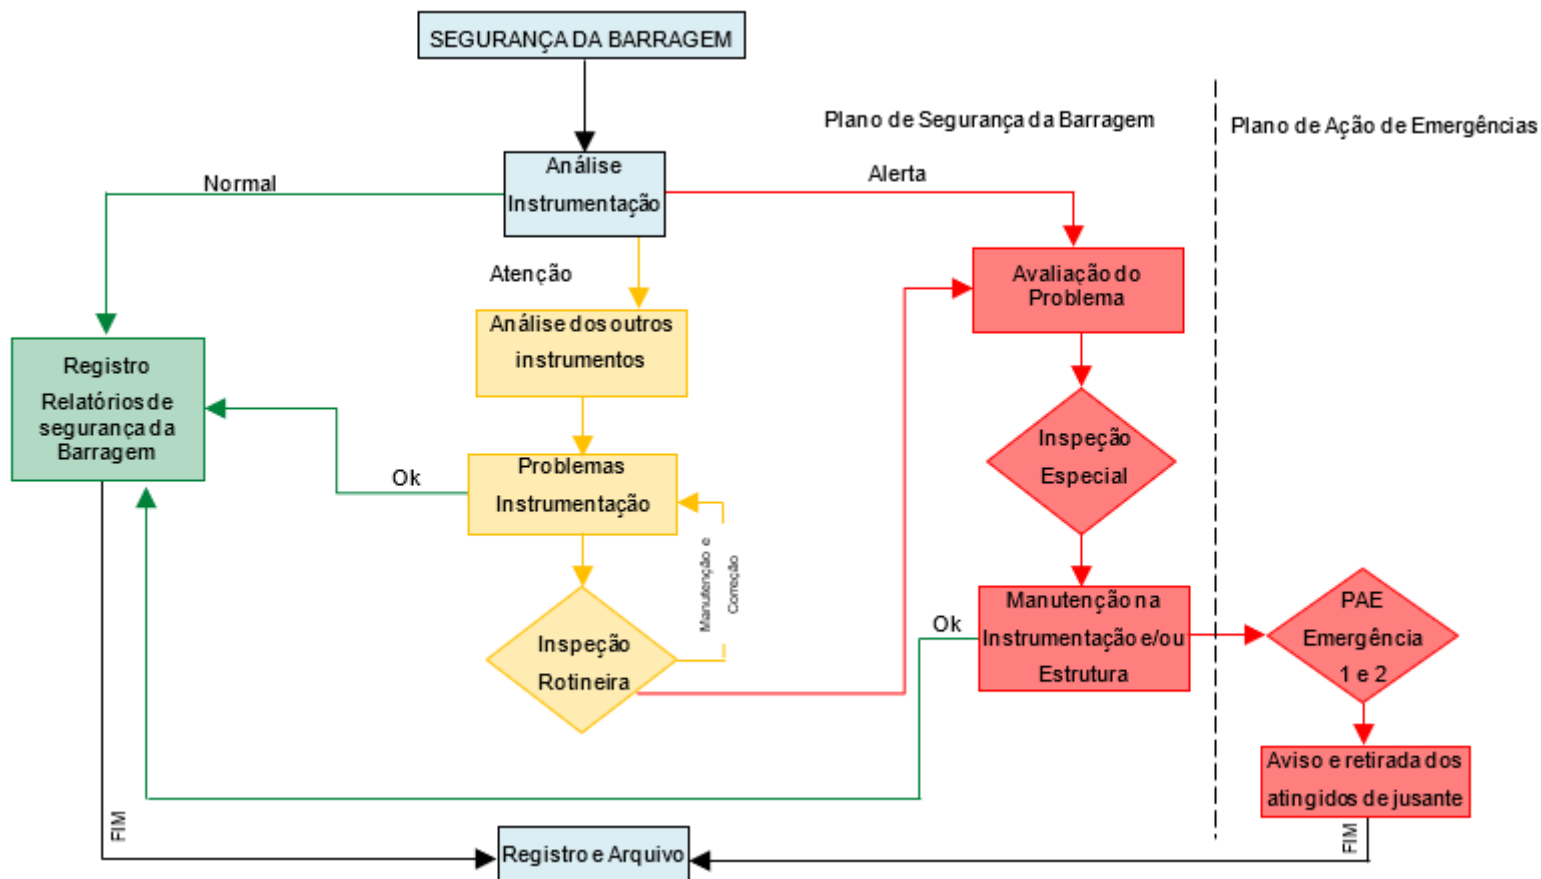 SEGURANÇA DA BARRAGEM
Plano de Segurança da Barragem
Plano de Ação de Emergências
Normal
Análise
Instrumentação
Alerta
Atenção
Avaliação do
Problema
Análise dos outros
instrumentos
Registro
Relatórios de
segurança da
Barragem
Inspeção
Especial
Problemas
Instrumentação
Ok
Manutenção e
Correção
Inspeção
Rotineira
Ok
Manutenção na
Instrumentação e/ou
Estrutura
PAE
Emergência
1 e 2
Aviso e retirada dos
atingidos de jusante
FIM
FIM
Registro e Arquivo